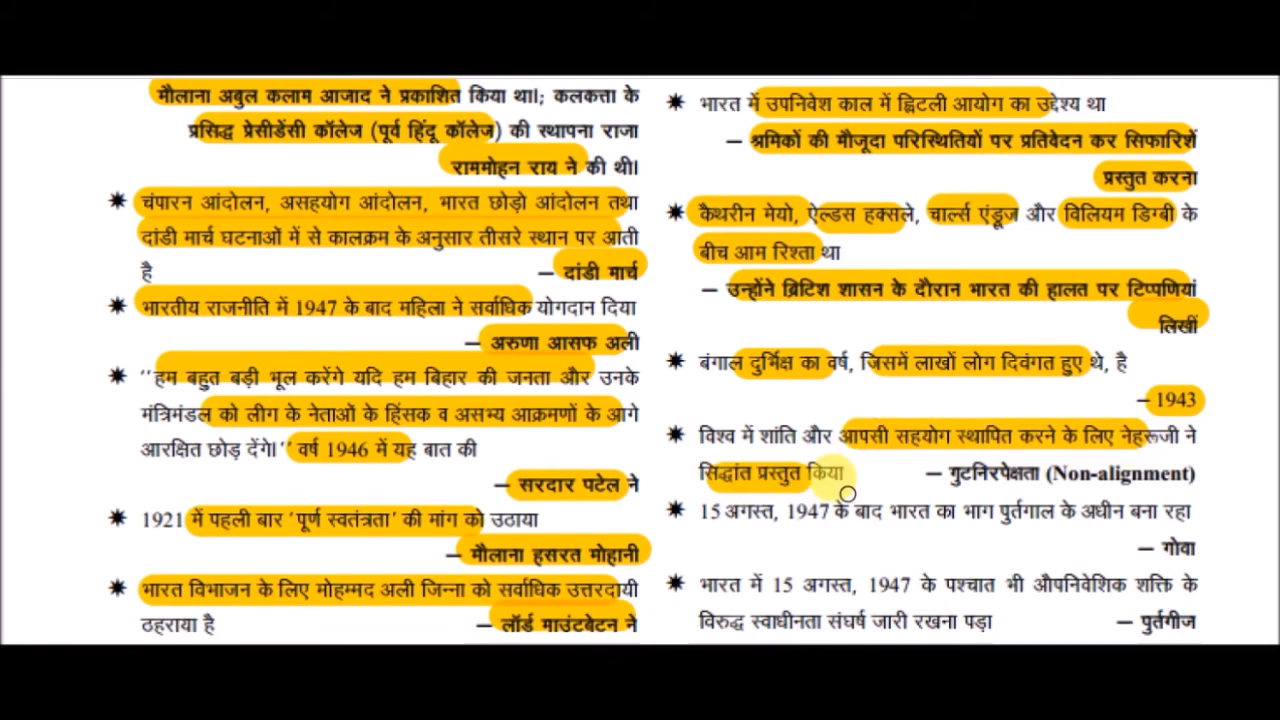 मौलाना अबुल कलाम आजाद ने प्रकाशित किया था।; कलकत्ता के
प्रसिद्ध प्रेसीडेंसी कॉलेज (पूर्व हिंदू कॉलेज) की स्थापना राजा
राममोहन राय ने की थी।
✷ चंपारन आंदोलन, असहयोग आंदोलन, भारत छोड़ो आंदोलन तथा
दांडी मार्च घटनाओं में से कालक्रम के अनुसार तीसरे स्थान पर आती
है – दांडी मार्च
✷ भारतीय राजनीति में 1947 के बाद महिला ने सर्वाधिक योगदान दिया
– अरुणा आसफ अली
✷ ‘‘हम बहुत बड़ी भूल करेंगे यदि हम बिहार की जनता और उनके
मंत्रिमंडल को लीग के नेताओं के हिंसक व असभ्य आक्रमणों के आगे
आरक्षित छोड़ देंगे।’’ वर्ष 1946 में यह बात की
– सरदार पटेल ने
✷ 1921 में पहली बार ‘पूर्ण स्वतंत्रता’ की मांग को उठाया
– मौलाना हसरत मोहानी
✷ भारत विभाजन के लिए मोहम्मद अली जिन्ना को सर्वाधिक उत्तरदायी
ठहराया है – लॉर्ड माउंटबेटन ने
✷ भारत में उपनिवेश काल में ह्विटली आयोग का उद्देश्य था
– श्रमिकों की मौजूदा परिस्थितियों पर प्रतिवेदन कर सिफारिशें
प्रस्तुत करना
✷ कैथरीन मेयो, ऐल्डस हक्सले, चार्ल्स एंड्रूज और विलियम डिग्बी के
बीच आम रिश्ता था
– उन्होंने ब्रिटिश शासन के दौरान भारत की हालत पर टिप्पणियां
लिखीं
✷ बंगाल दुर्भिक्ष का वर्ष, जिसमें लाखों लोग दिवंगत हुए थे, है
– 1943
✷ विश्व में शांति और आपसी सहयोग स्थापित करने के लिए नेहरूजी ने
सिद्धांत प्रस्तुत किया – गुटनिरपेक्षता (Non-alignment)
✷ 15 अगस्त, 1947 के बाद भारत का भाग पुर्तगाल के अधीन बना रहा
– गोवा
✷ भारत में 15 अगस्त, 1947 के पश्चात भी औपनिवेशिक शक्ति के
विरुद्ध स्वाधीनता संघर्ष जारी रखना पड़ा – पुर्तगीज